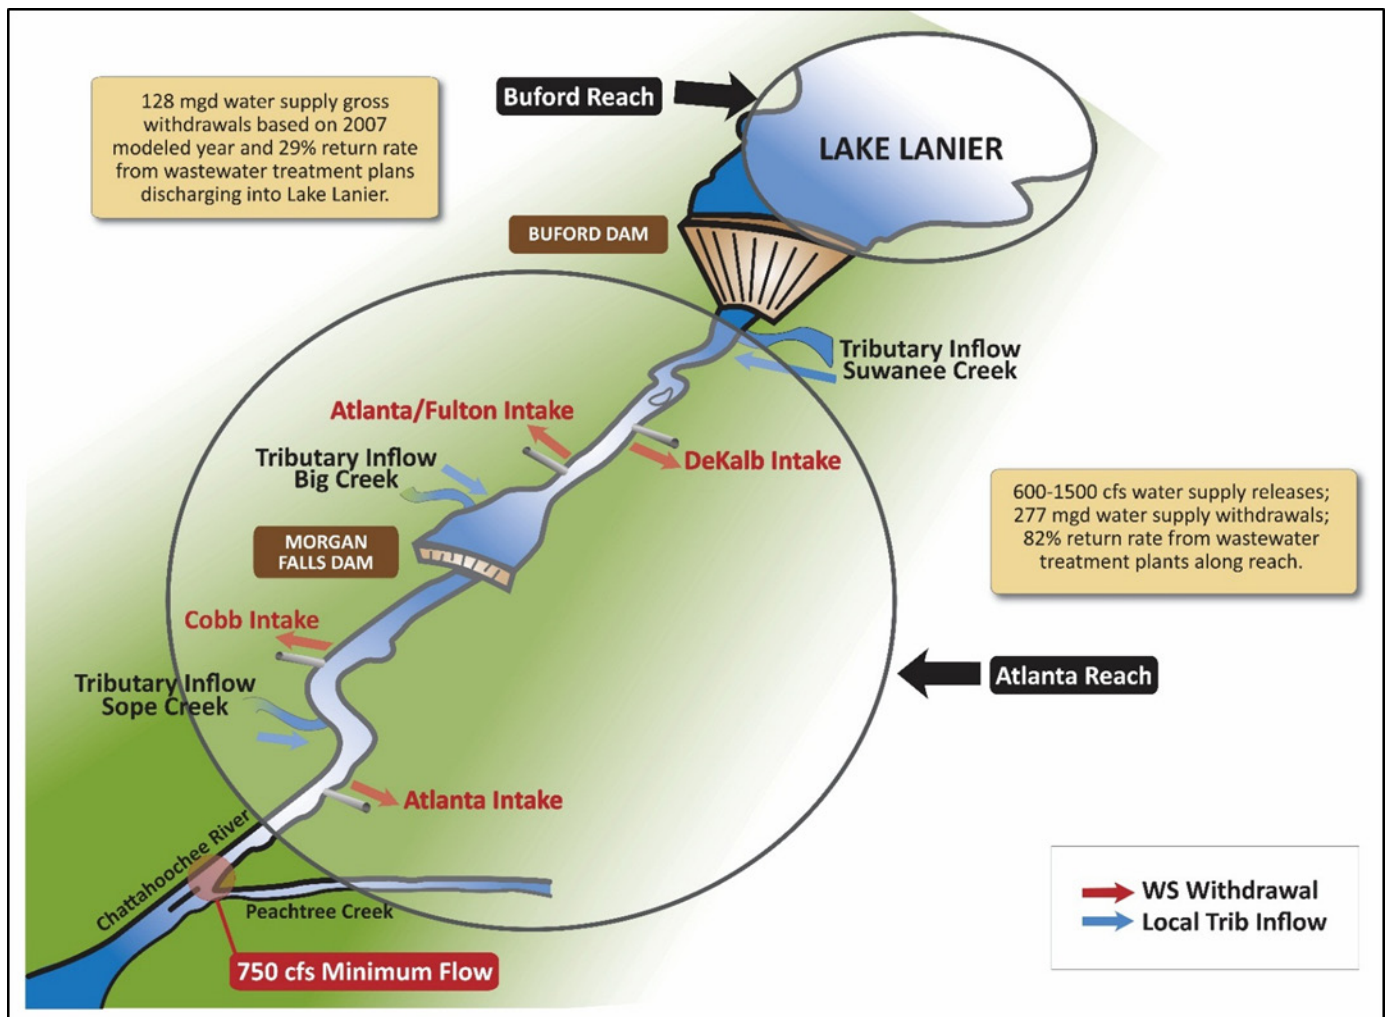 128 mgd water supply gross
withdrawals based on 2007
modeled year and 29% return rate
from wastewater treatment plans
discharging into Lake Lanier.
Buford Reach
LAKE LANIER
BUFORD DAM
Tributary Inflow
Suwanee Creek
Atlanta/Fulton Intake
DeKalb Intake
Tributary Inflow
Big Creek
600-1500 cfs water supply releases;
277 mgd water supply withdrawals;
82% return rate from wastewater
treatment plants along reach.
MORGAN
FALLS DAM
Cobb Intake
Tributary Inflow
Sope Creek
Atlanta Reach
Atlanta Intake
Chattahoochee River
Peachtree Creek
750 cfs Minimum Flow
WS Withdrawal
Local Trib Inflow